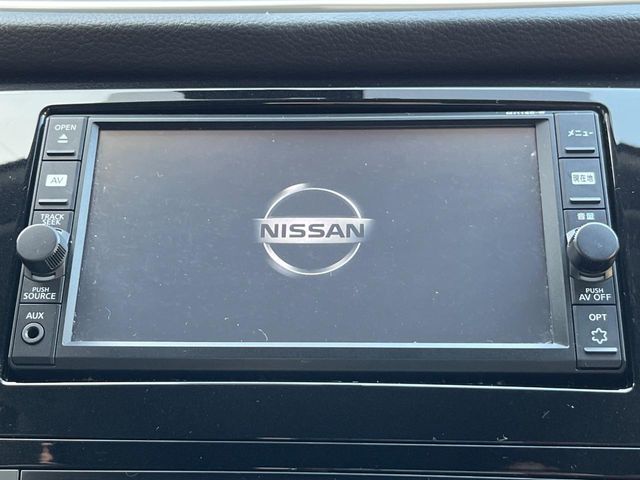 OPEN
AV
TRACK
SEEK
PUSH
SOURCE
AUX
NISSAN
メニュー
現在地
音量
PUSH
AV OFF
OPT